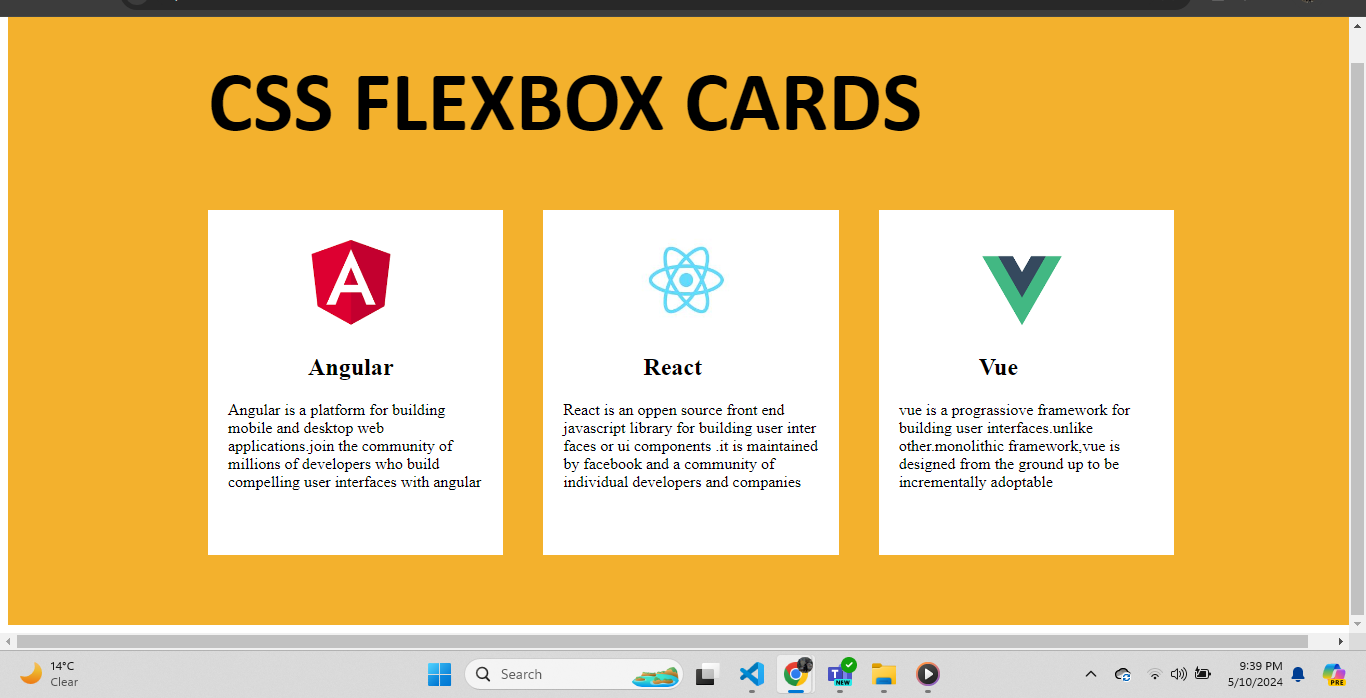 CSS FLEXBOX CARDS
Angular
Angular is a platform for building
mobile and desktop web
applications.join the community of
millions of developers who build
compelling user interfaces with angular
React
React is an oppen source front end
javascript library for building user inter
faces or ui components .it is maintained
by facebook and a community of
individual developers and companies
Vue
vue is a prograssiove framework for
building user interfaces.unlike
other.monolithic framework,vue is
designed from the ground up to be
incrementally adoptable
14°C
Clear
Search
NEW
9:39 PM
5/10/2024
PRE